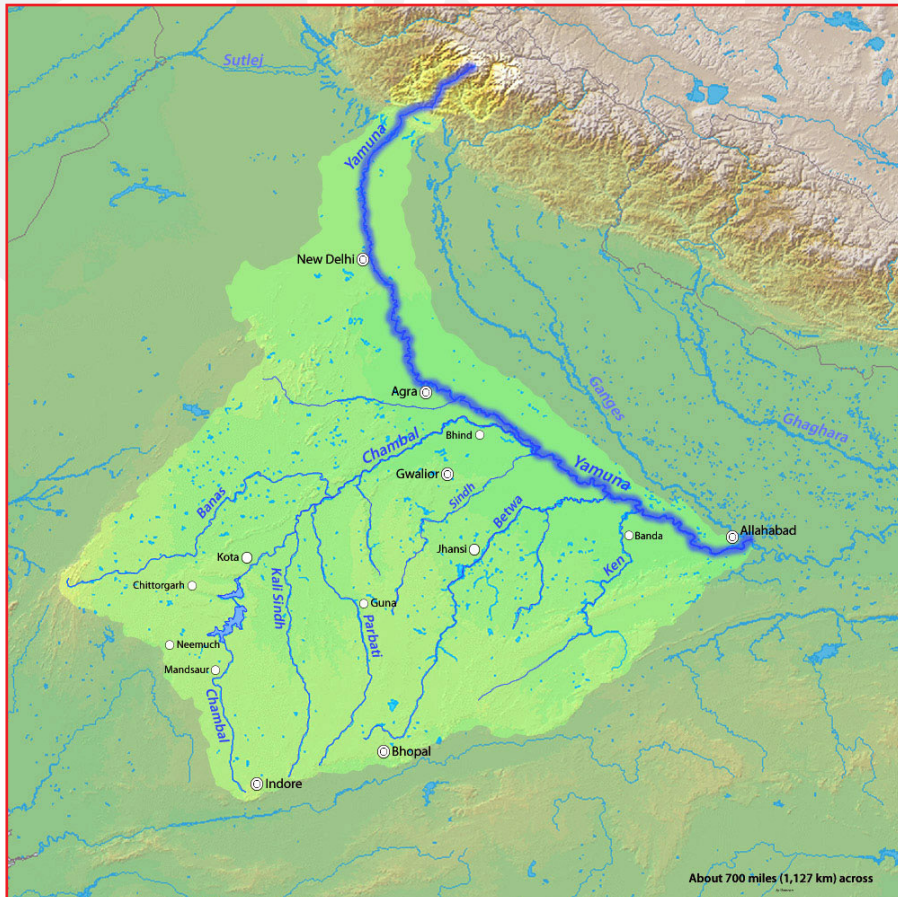 Sutlej
Yamuna
New Delhi
Agra
Ganges
Ghaghara
Bhind
Chambal
Gwalior
Yamuna
Sindh
Banas
Betwa
Allahabad
Banda
Jhansi
Kota
Ken
Kali Sindh
Chittorgarh
Guna
Parbati
Neemuch
Mandsaur
Chambal
Bhopal
Indore
About 700 miles (1,127 km) across